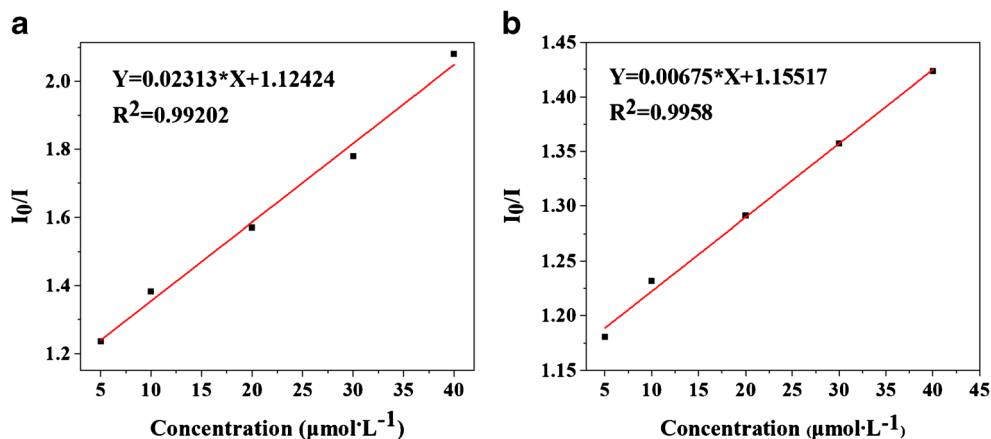 a
Y=0.02313*X+1.12424
R²=0.99202
I₀/I
2.0
1.8
1.6
1.4
1.2
5 10 15 20 25 30 35 40
Concentration (μmol·L⁻¹)
b
Y=0.00675*X+1.15517
R²=0.9958
I₀/I
1.45
1.40
1.35
1.30
1.25
1.20
1.15
5 10 15 20 25 30 35 40 45
Concentration (μmol·L⁻¹)